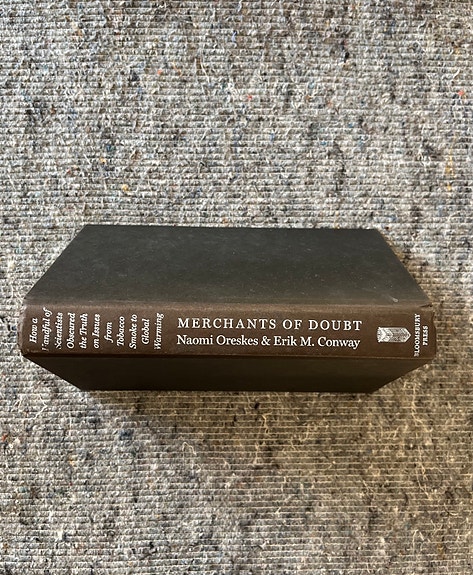 How a
Handful of
Scientists
Obscured
the Truth
on Issues
from
Tobacco
Smoke to
Global
Warming
MERCHANTS OF DOUBT
Naomi Oreskes & Erik M. Conway
BLOOMSBURY
PRESS